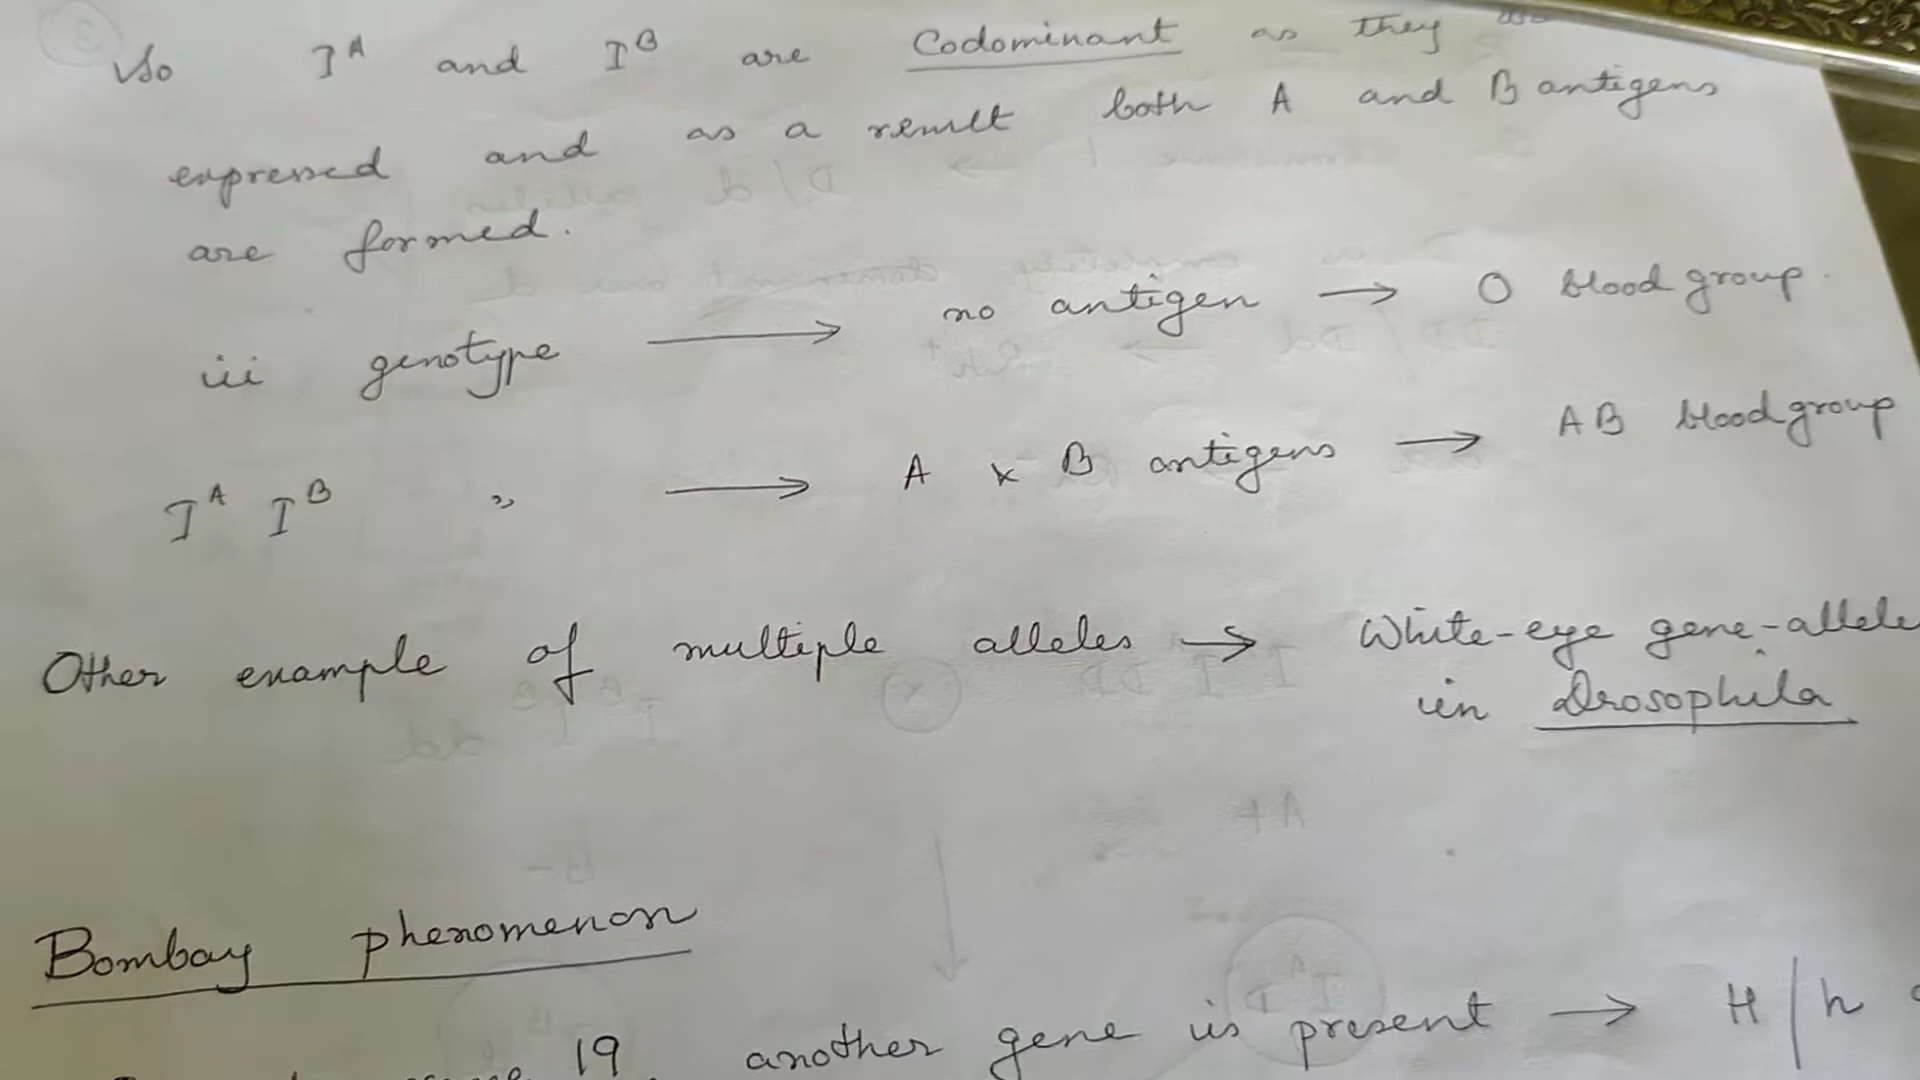 So I^A and I^B are Codominant as they are
expressed and as a result both A and B antigens
are formed.
iii genotype → no antigen → O blood group.
I^A I^B ,, → A & B antigens → AB blood group
Other example of multiple alleles → White-eye gene-allele
in Drosophila
Bombay phenomenon
19, another gene is present → H/h